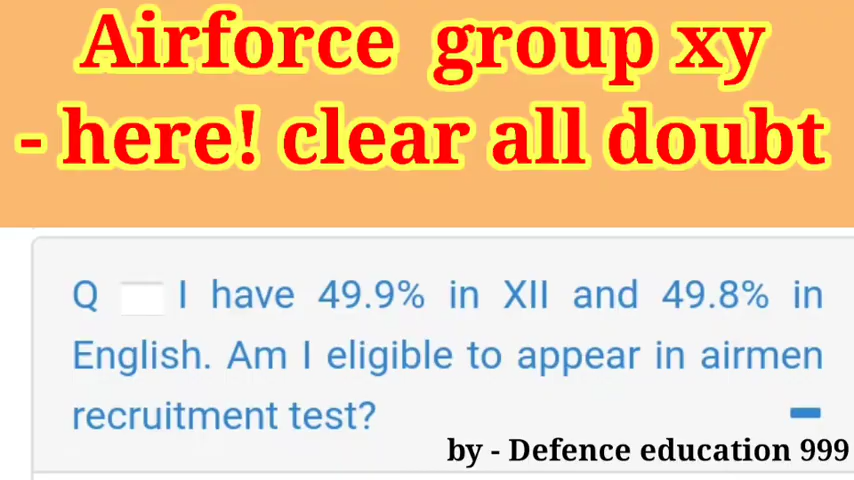 Airforce group xy
- here! clear all doubt
Q I have 49.9% in XII and 49.8% in
English. Am I eligible to appear in airmen
recruitment test?
by - Defence education 999